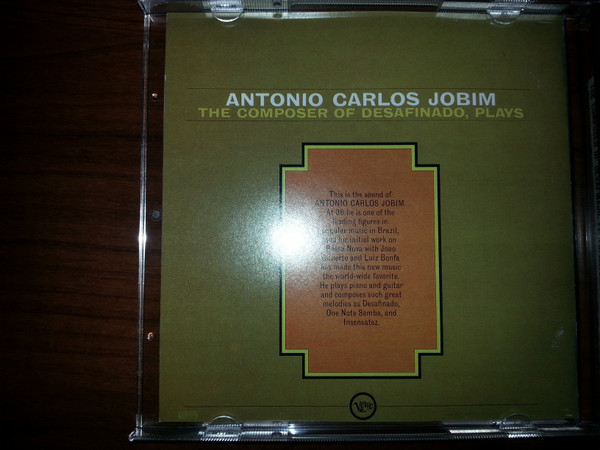 ANTONIO CARLOS JOBIM
THE COMPOSER OF DESAFINADO, PLAYS
This is the sound of
ANTONIO CARLOS JOBIM.
At 36 he is one of the
leading figures in
popular music in Brazil,
and his initial work on
Bossa Nova with Joao
Gilberto and Luiz Bonfa
has made this new music
the world-wide favorite.
He plays piano and guitar
and composes such great
melodies as Desafinado,
One Note Samba, and
Insensatez.
Verve